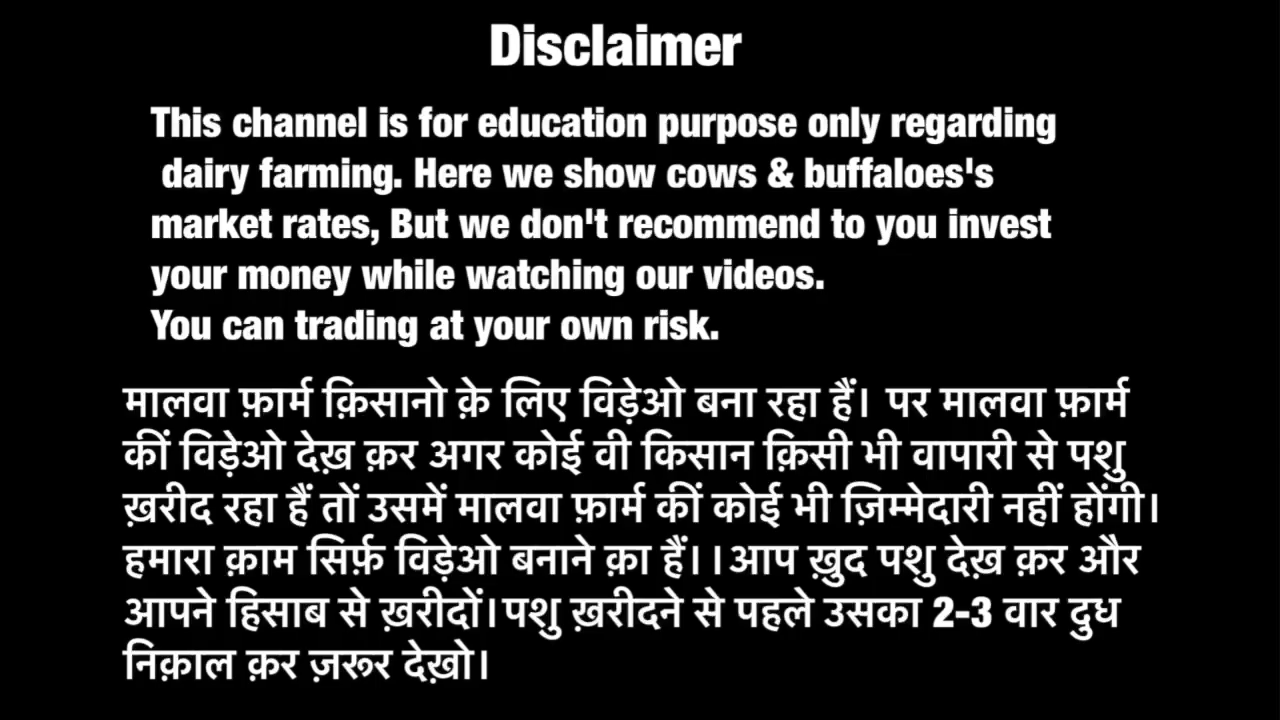 Disclaimer
This channel is for education purpose only regarding
dairy farming. Here we show cows & buffaloes's
market rates, But we don't recommend to you invest
your money while watching our videos.
You can trading at your own risk.
मालवा फ़ार्म क़िसानो क़े लिए विड़ेओ बना रहा हैं। पर मालवा फ़ार्म
कीं विड़ेओ देख़ क़र अगर कोई वी किसान क़िसी भी वापारी से पशु
ख़रीद रहा हैं तों उसमें मालवा फ़ार्म कीं कोई भी ज़िम्मेदारी नहीं होंगी।
हमारा क़ाम सिर्फ़ विड़ेओ बनाने क़ा हैं।।आप ख़ुद पशु देख़ क़र और
आपने हिसाब से ख़रीदों।पशु ख़रीदने से पहले उसका 2-3 वार दुध
निक़ाल क़र ज़रूर देख़ो।